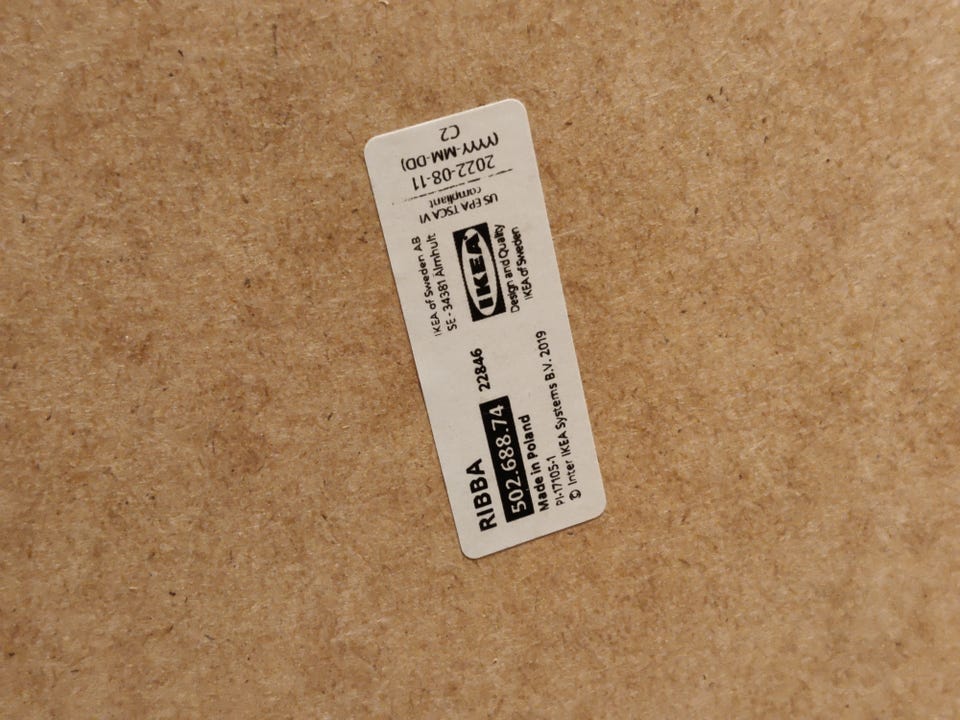 RIBBA
502.688.74 22846
Made in Poland
PI-17105-1
© Inter IKEA Systems B.V. 2019
IKEA of Sweden AB
SE - 34381 Älmhult
IKEA
Design and Quality
IKEA of Sweden
US EPA TSCA VI
compliant
2022-08-11
(YYYY-MM-DD)
C2